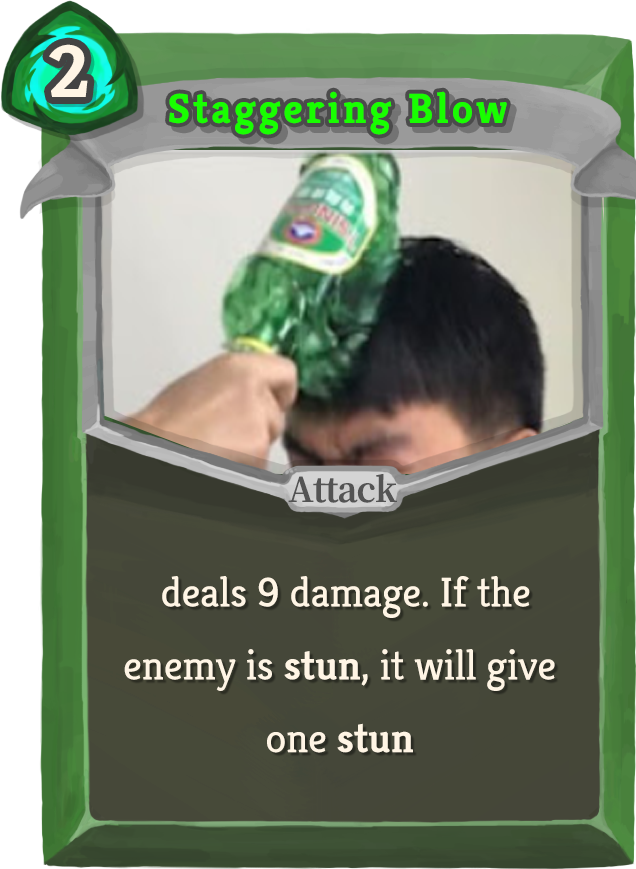 2
Staggering Blow
Attack
deals 9 damage. If the
enemy is stun, it will give
one stun